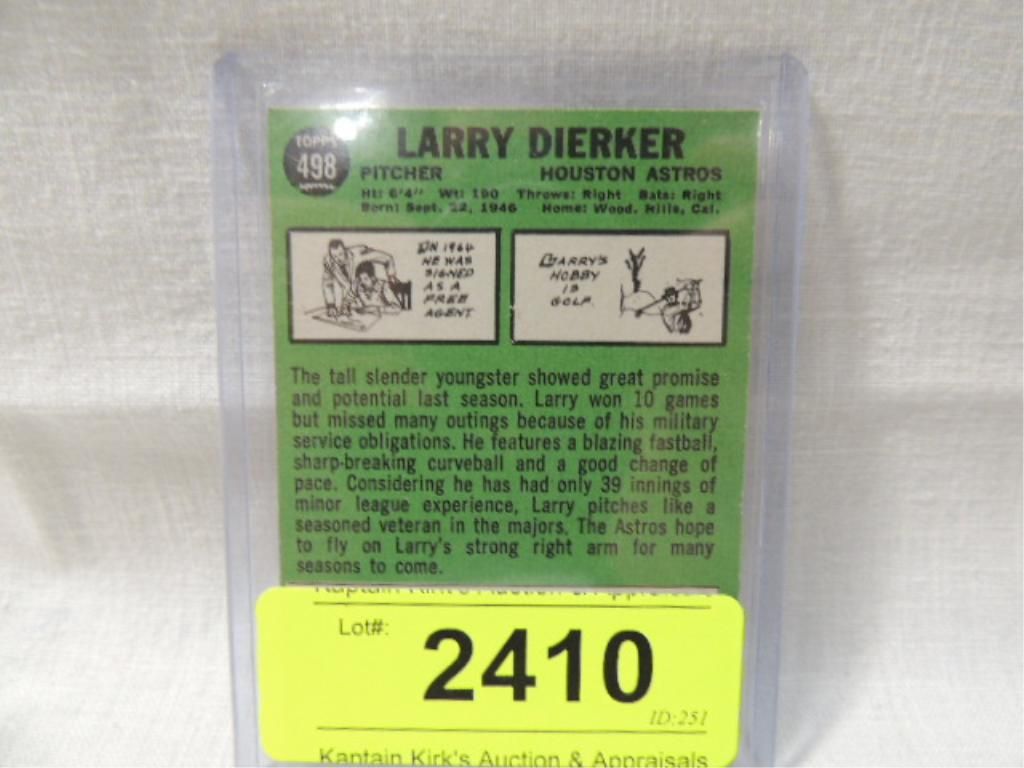 TOPPS
498
LARRY DIERKER
PITCHER HOUSTON ASTROS
Ht: 6'4" Wt: 190 Throws: Right Bats: Right
Born: Sept. 22, 1946 Home: Wood. Hills, Cal.
IN 1964
HE WAS
SIGNED
AS A
FREE
AGENT.
LARRY'S
HOBBY
IS
GOLF.
The tall slender youngster showed great promise
and potential last season. Larry won 10 games
but missed many outings because of his military
service obligations. He features a blazing fastball,
sharp-breaking curveball and a good change of
pace. Considering he has had only 39 innings of
minor league experience, Larry pitches like a
seasoned veteran in the majors. The Astros hope
to fly on Larry's strong right arm for many
seasons to come.
Kaptain Kirk's Auction & Appraisals
Lot#:
2410
ID:251
Kaptain Kirk's Auction & Appraisals